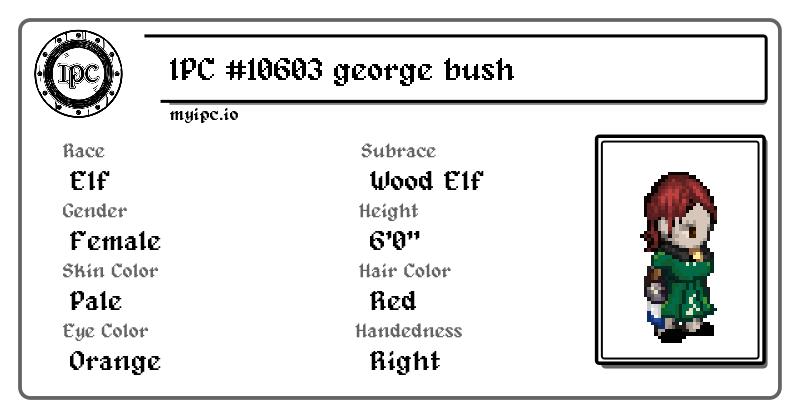 IPC
IPC #10603 george bush
myipc.io
Race
Elf
Subrace
Wood Elf
Gender
Female
Height
6'0"
Skin Color
Pale
Hair Color
Red
Eye Color
Orange
Handedness
Right